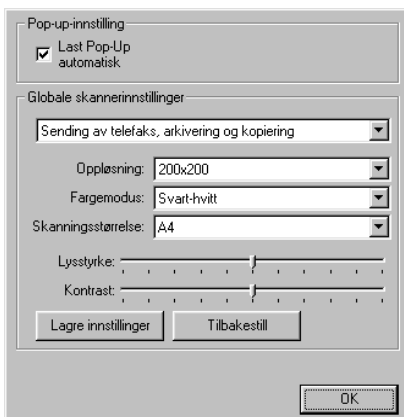 Pop-up-innstilling
Last Pop-Up
automatisk
Globale skannerinnstillinger
Sending av telefaks, arkivering og kopiering
Oppløsning: 200x200
Fargemodus: Svart-hvitt
Skanningsstørrelse: A4
Lysstyrke:
Kontrast:
Lagre innstillinger Tilbakestill
OK